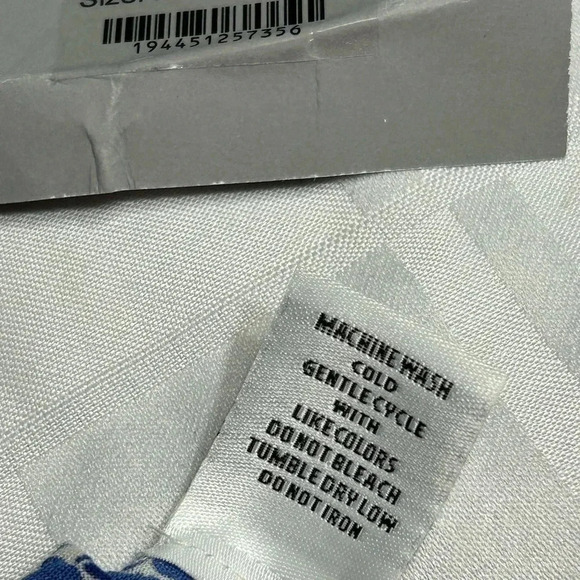 194451257356
MACHINE WASH
COLD
GENTLE CYCLE
WITH
LIKE COLORS
DO NOT BLEACH
TUMBLE DRY LOW
DO NOT IRON